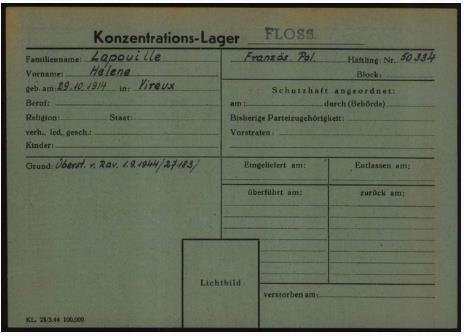 Konzentrations-Lager FLOSS.
Familienname: Lapouille
Französ. Pol. Häftling Nr. 50334
Vorname: Hélène
Block:
geb. am: 29.10.1914 in: Vireux
Schutzhaft angeordnet:
Beruf:
am: durch (Behörde)
Religion: Staat:
Bisherige Parteizugehörigkeit:
verh., led., gesch.:
Vorstrafen:
Kinder:
Grund: Überst. v. Rav. 1.9.1944/27183/
Eingeliefert am: Entlassen am:
überführt am: zurück am:
Lichtbild
verstorben am:
KL. 28/3.44 100,000